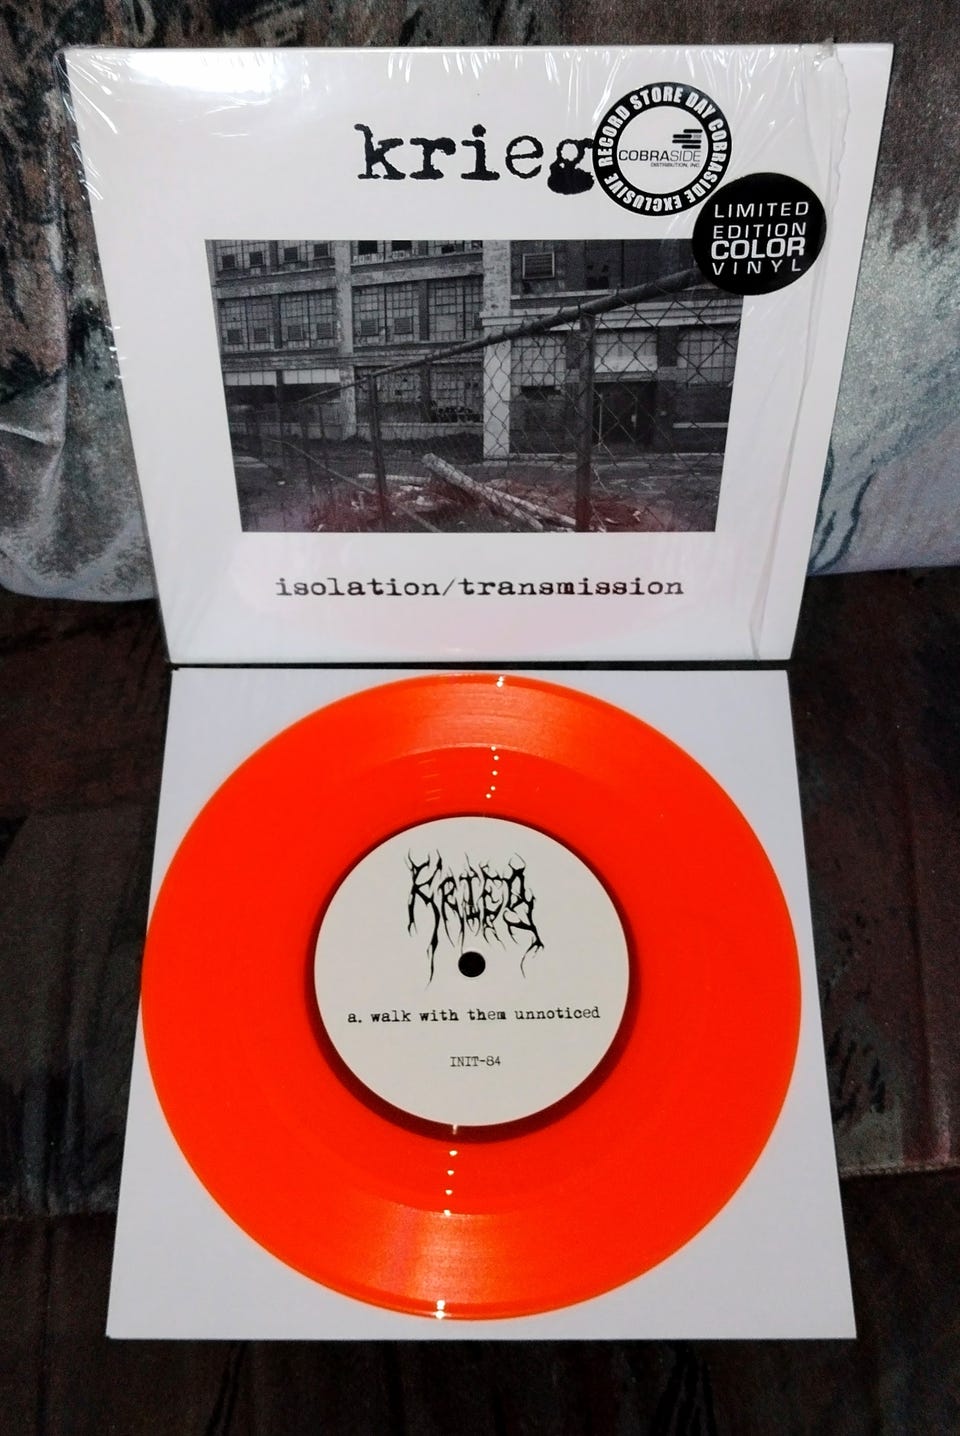 krieg
RECORD STORE DAY COBRASIDE EXCLUSIVE
COBRASIDE
DISTRIBUTION, INC.
LIMITED
EDITION
COLOR
VINYL
isolation/transmission
KRIEG
a. walk with them unnoticed
INIT-84